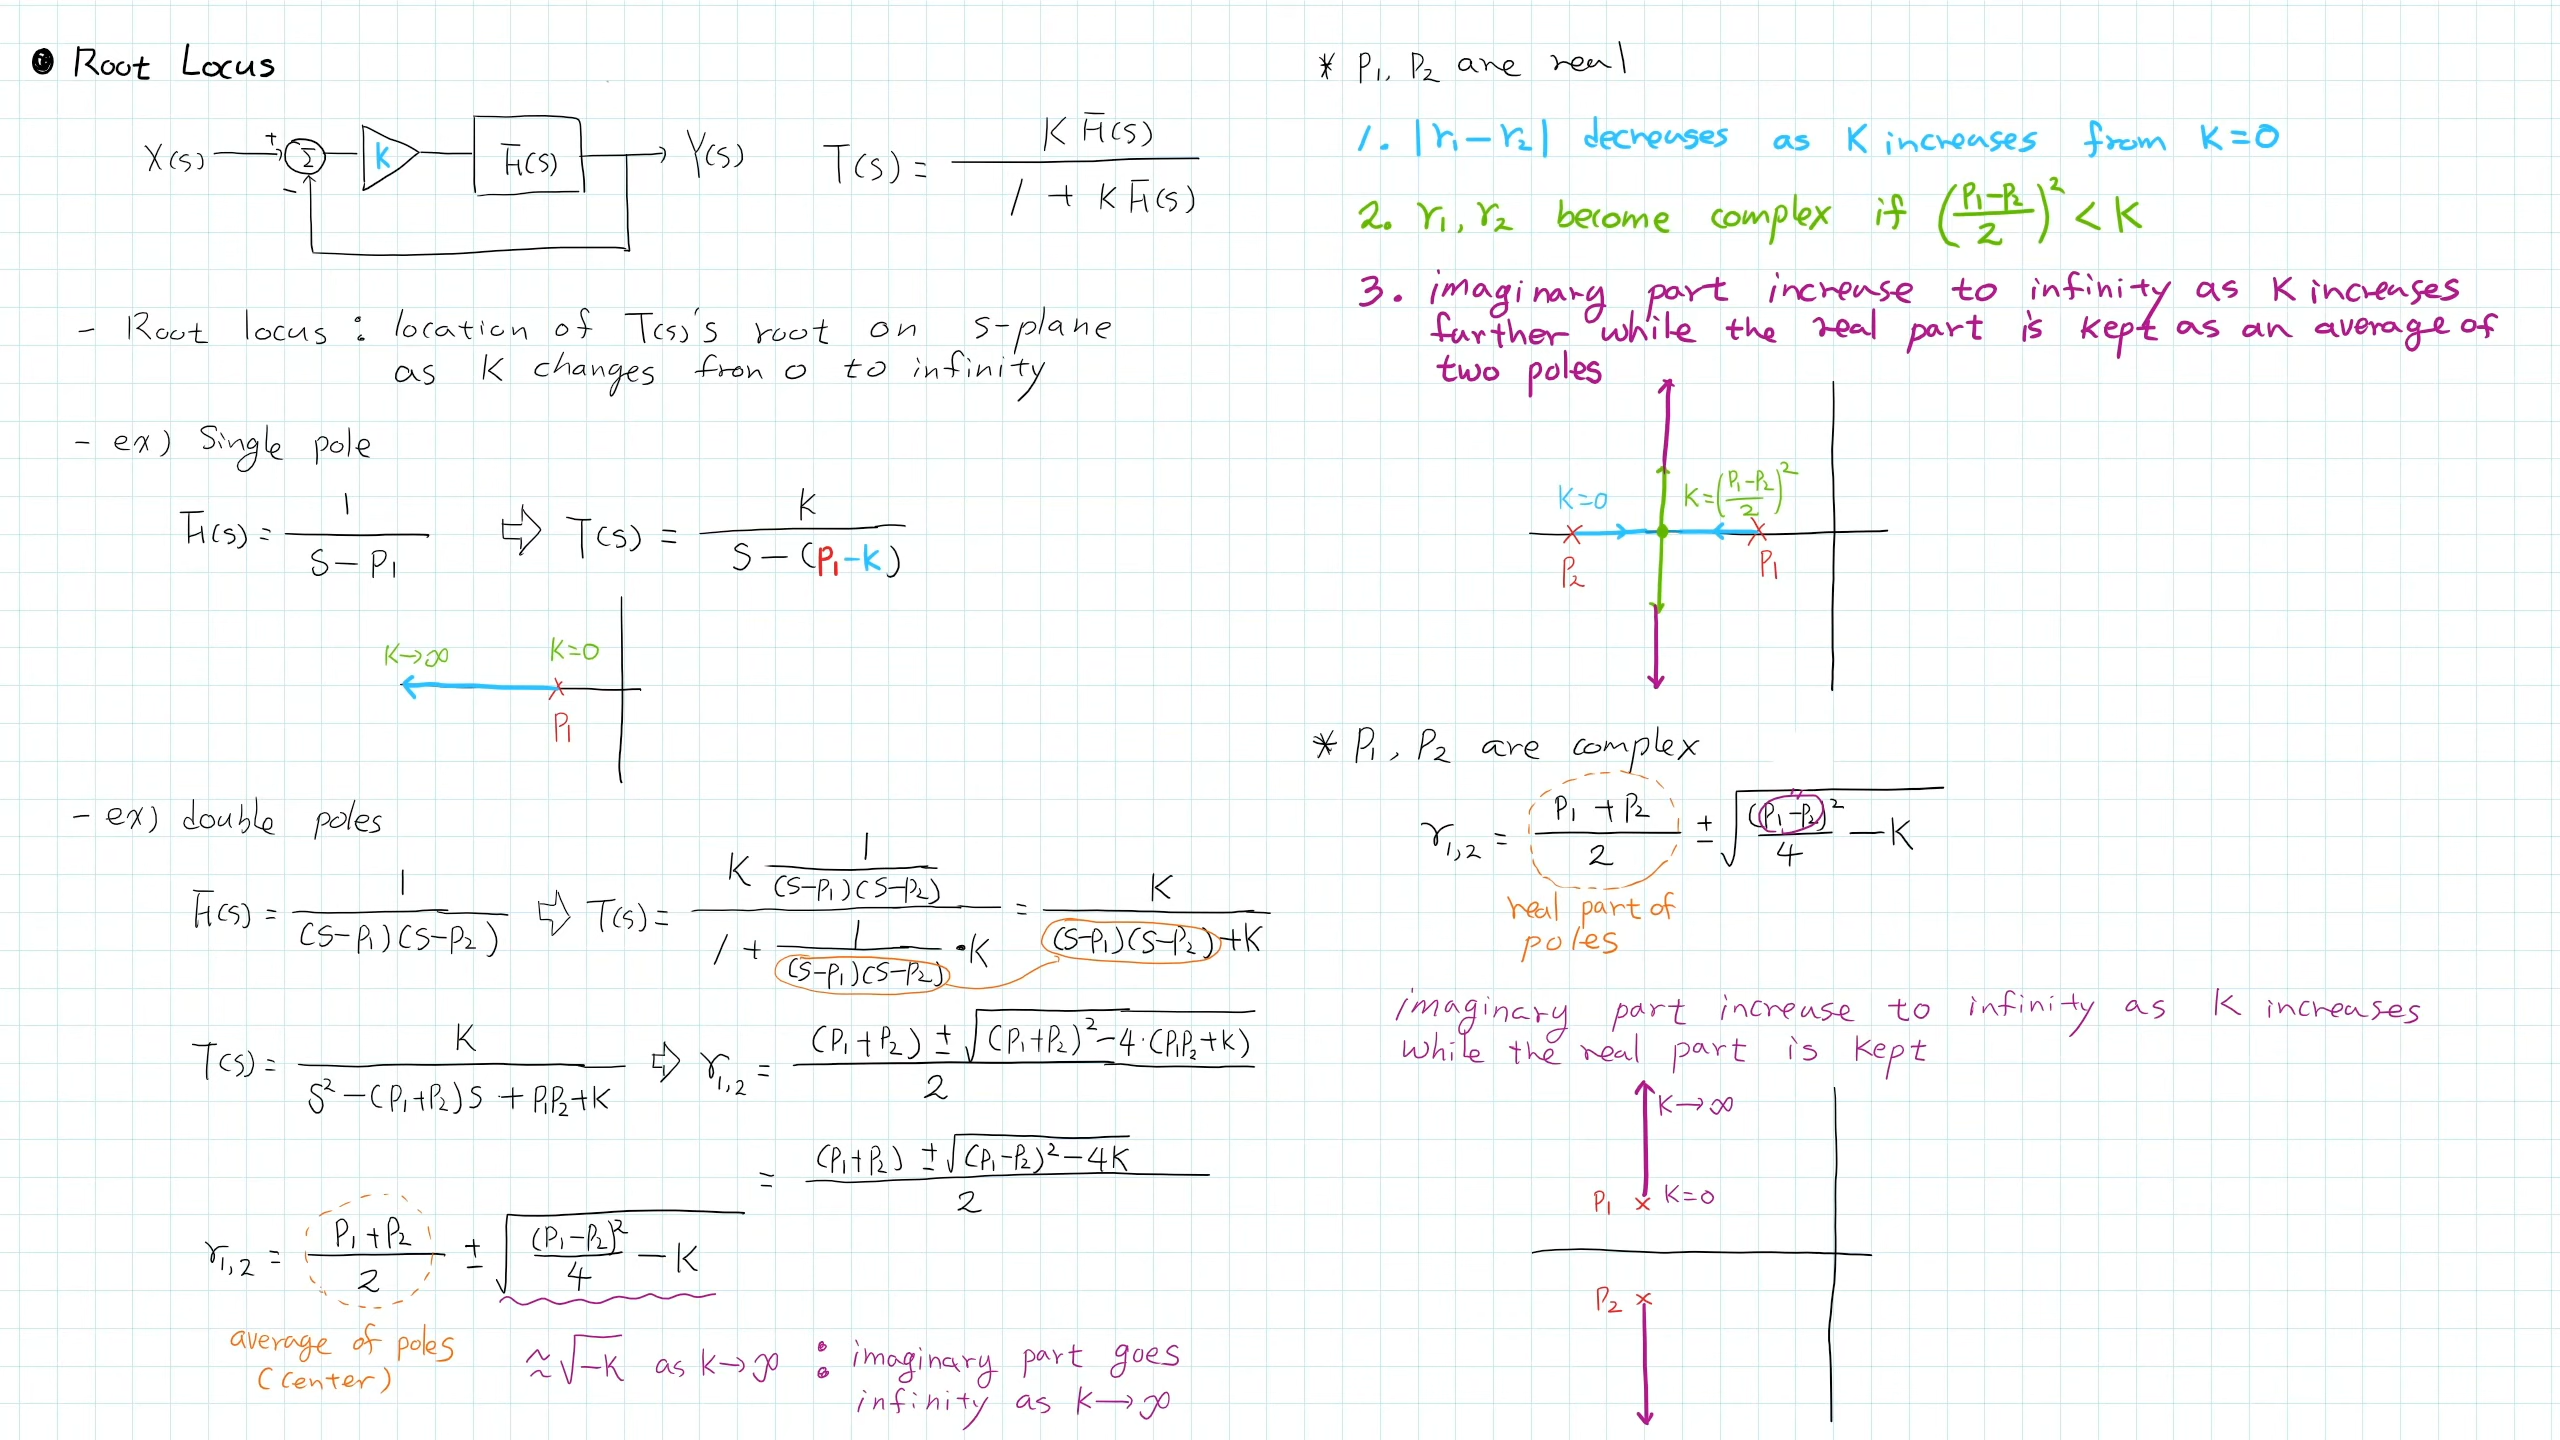 ● Root Locus
X(s) + − Σ K H(s) Y(s)
T(s) = K H(s) / 1 + K H(s)
- Root locus : location of T(s)'s root on s-plane
as K changes fron 0 to infinity
- ex) Single pole
H(s) = 1 / S − P₁ ⇨ T(s) = K / S − (P₁−K)
K→∞ K=0
P₁
- ex) double poles
H(s) = 1 / (S−P₁)(S−P₂) ⇨ T(s) = K 1/(S−P₁)(S−P₂) / 1 + 1/(S−P₁)(S−P₂) •K = K / (S−P₁)(S−P₂)+K
T(s) = K / S² −(P₁+P₂)S + P₁P₂+K ⇨ r₁,₂ = (P₁+P₂) ± √(P₁+P₂)²−4·(P₁P₂+K) / 2
= (P₁+P₂) ± √(P₁−P₂)²−4K / 2
r₁,₂ = P₁+P₂ / 2 ± √(P₁−P₂)²/4 − K
average of poles
(center)
≈ √−K as K→∞ : imaginary part goes
infinity as K→∞
* P₁, P₂ are real
1. |r₁−r₂| decreases as K increases from K=0
2. r₁, r₂ become complex if (P₁−P₂/2)² < K
3. imaginary part increase to infinity as K increases
further while the real part is kept as an average of
two poles
K=0 K=(P₁−P₂/2)²
P₂ P₁
* P₁, P₂ are complex
r₁,₂ = P₁+P₂ / 2 ± √(P₁−P₂)²/4 − K
real part of
poles
imaginary part increase to infinity as K increases
while the real part is kept
K→∞
P₁ K=0
P₂